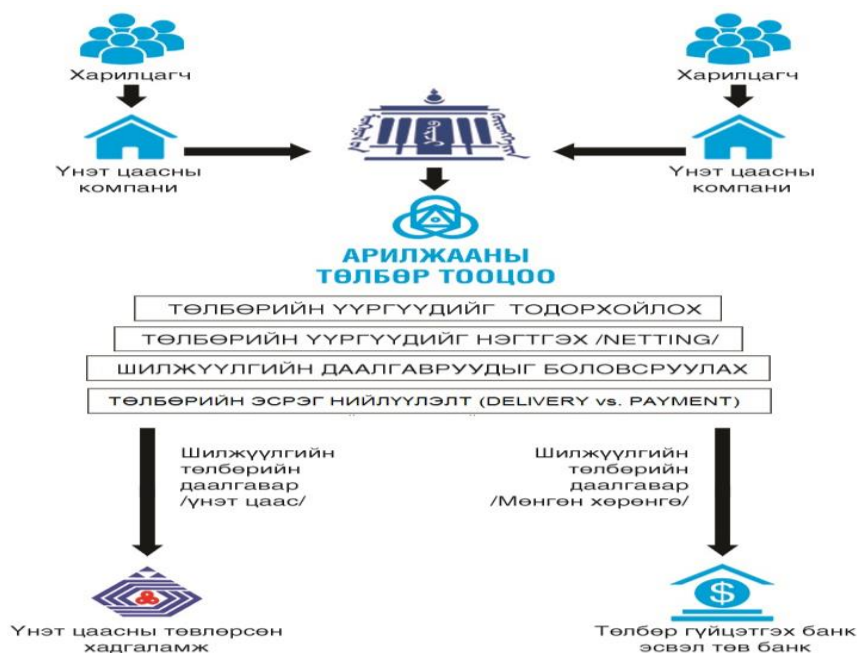 Харилцагч
Харилцагч
Үнэт цаасны
компани
Үнэт цаасны
компани
АРИЛЖААНЫ
ТӨЛБӨР ТООЦОО
ТӨЛБӨРИЙН ҮҮРГҮҮДИЙГ ТОДОРХОЙЛОХ
ТӨЛБӨРИЙН ҮҮРГҮҮДИЙГ НЭГТГЭХ /NETTING/
ШИЛЖҮҮЛГИЙН ДААЛГАВРУУДЫГ БОЛОВСРУУЛАХ
ТӨЛБӨРИЙН ЭСРЭГ НИЙЛҮҮЛЭЛТ (DELIVERY vs. PAYMENT)
Шилжүүлгийн
төлбөрийн
даалгавар
/үнэт цаас/
Шилжүүлгийн
төлбөрийн
даалгавар
/Мөнгөн хөрөнгө/
Үнэт цаасны төвлөрсөн
хадгаламж
$
Төлбөр гүйцэтгэх банк
эсвэл төв банк